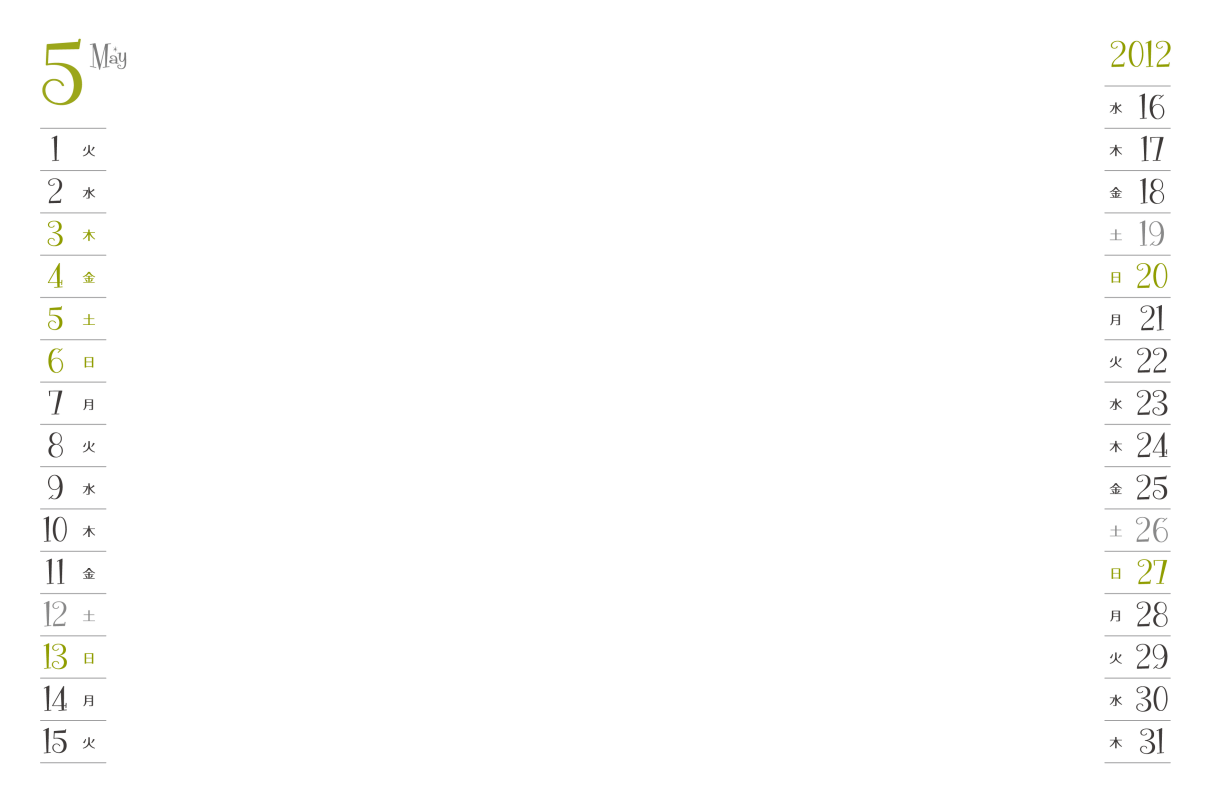 5 May
1 火
2 水
3 木
4 金
5 土
6 日
7 月
8 火
9 水
10 木
11 金
12 土
13 日
14 月
15 火
2012
水 16
木 17
金 18
土 19
日 20
月 21
火 22
水 23
木 24
金 25
土 26
日 27
月 28
火 29
水 30
木 31